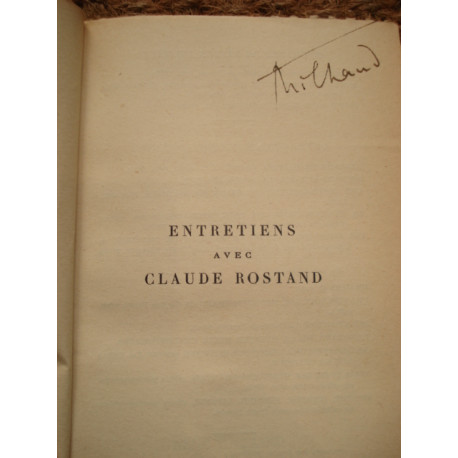 Milhaud
ENTRETIENS
AVEC
CLAUDE ROSTAND